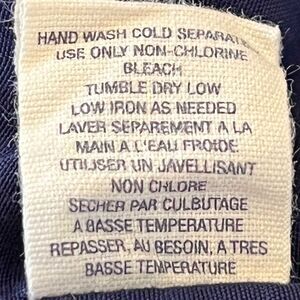 HAND WASH COLD SEPARATELY
USE ONLY NON-CHLORINE
BLEACH
TUMBLE DRY LOW
LOW IRON AS NEEDED
LAVER SEPAREMENT A LA
MAIN A L'EAU FROIDE
UTILISER UN JAVELLISANT
NON CHLORE
SECHER PAR CULBUTAGE
A BASSE TEMPERATURE
REPASSER, AU BESOIN, A TRES
BASSE TEMPERATURE